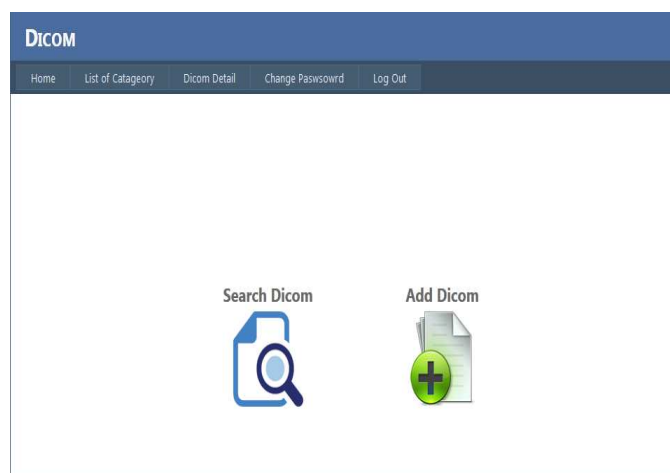 DICOM
Home List of Catageory Dicom Detail Change Paswsowrd Log Out
Search Dicom Add Dicom